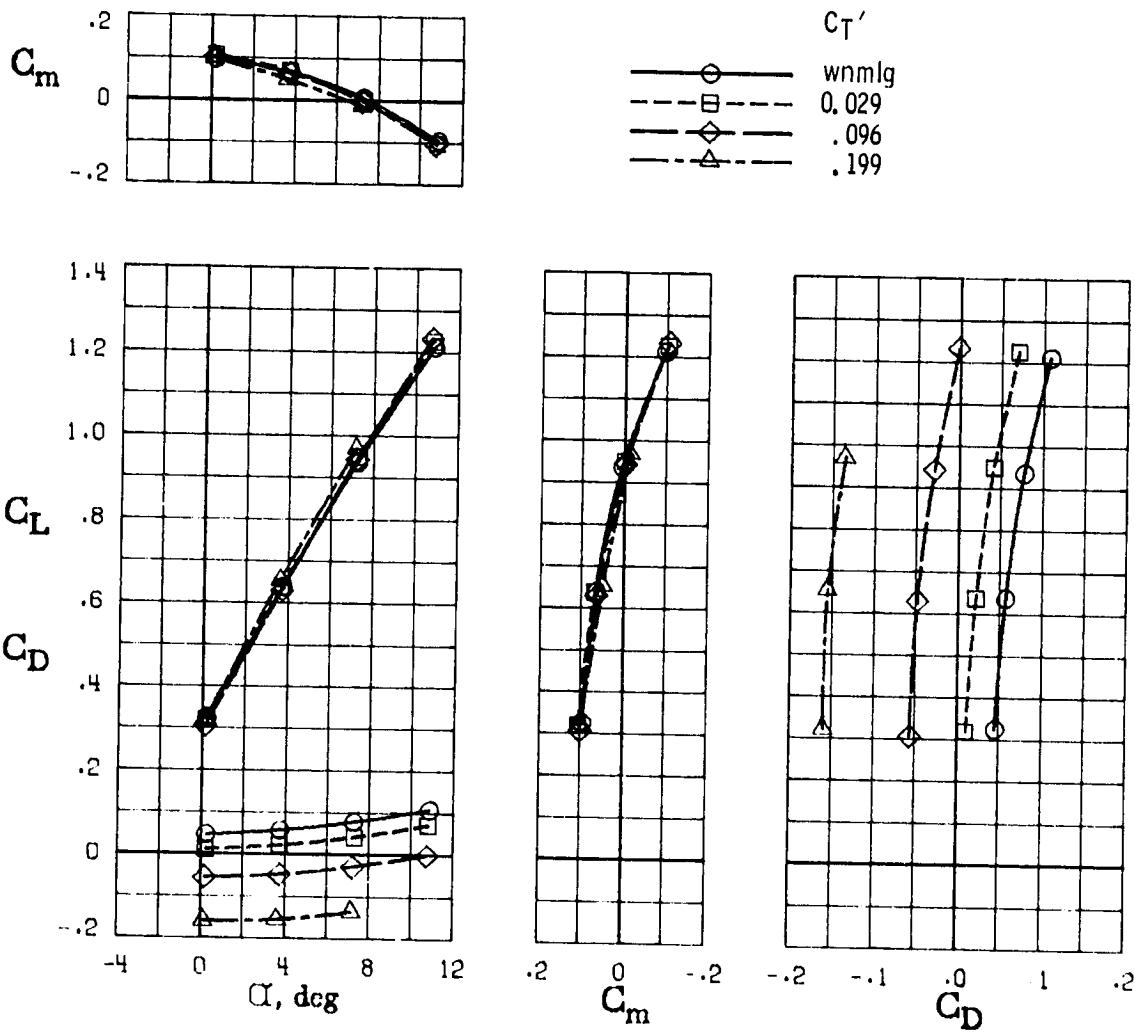 .2
0
-.2
C_m
C_T′
wnmlg
0.029
.096
.199
1.4
1.2
1.0
.8
.6
.4
.2
0
-.2
C_L
C_D
-4 0 4 8 12
α, deg
.2 0 -.2
C_m
-.2 -.1 .0 .1 .2
C_D